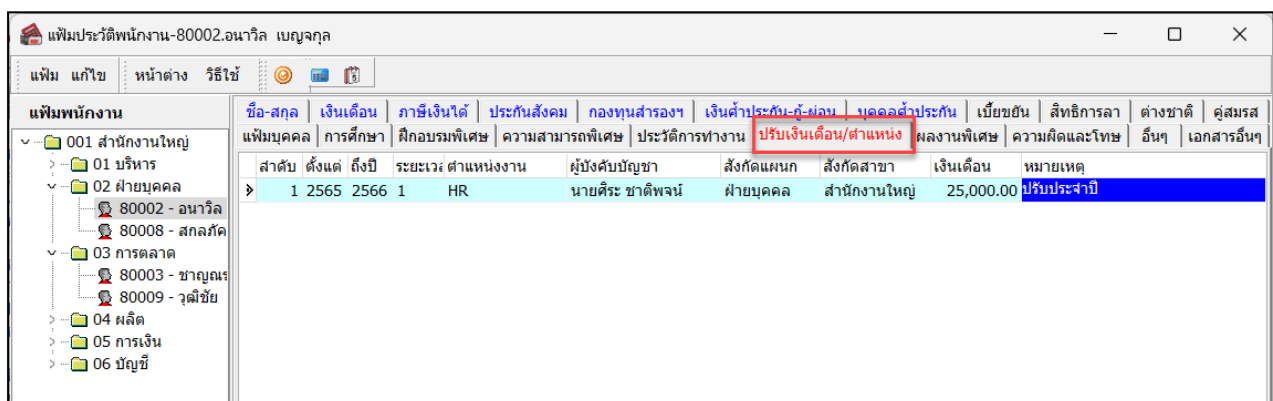 แฟ้มประวัติพนักงาน-80002.อนาวิล เบญจกุล
แฟ้ม แก้ไข หน้าต่าง วิธีใช้
แฟ้มพนักงาน
001 สำนักงานใหญ่
01 บริหาร
02 ฝ่ายบุคคล
80002 - อนาวิล
80008 - สกลภัค
03 การตลาด
80003 - ชาญณร
80009 - วุฒิชัย
04 ผลิต
05 การเงิน
06 บัญชี
ชื่อ-สกุล เงินเดือน ภาษีเงินได้ ประกันสังคม กองทุนสำรองฯ เงินค้ำประกัน-กู้-ผ่อน บุคคลค้ำประกัน เบี้ยขยัน สิทธิการลา ต่างชาติ คู่สมรส
แฟ้มบุคคล การศึกษา ฝึกอบรมพิเศษ ความสามารถพิเศษ ประวัติการทำงาน ปรับเงินเดือน/ตำแหน่ง ผลงานพิเศษ ความผิดและโทษ อื่นๆ เอกสารอื่นๆ
ลำดับ ตั้งแต่ ถึงปี ระยะเวล ตำแหน่งงาน ผู้บังคับบัญชา สังกัดแผนก สังกัดสาขา เงินเดือน หมายเหตุ
1 2565 2566 1 HR นายศิระ ชาติพจน์ ฝ่ายบุคคล สำนักงานใหญ่ 25,000.00 ปรับประจำปี